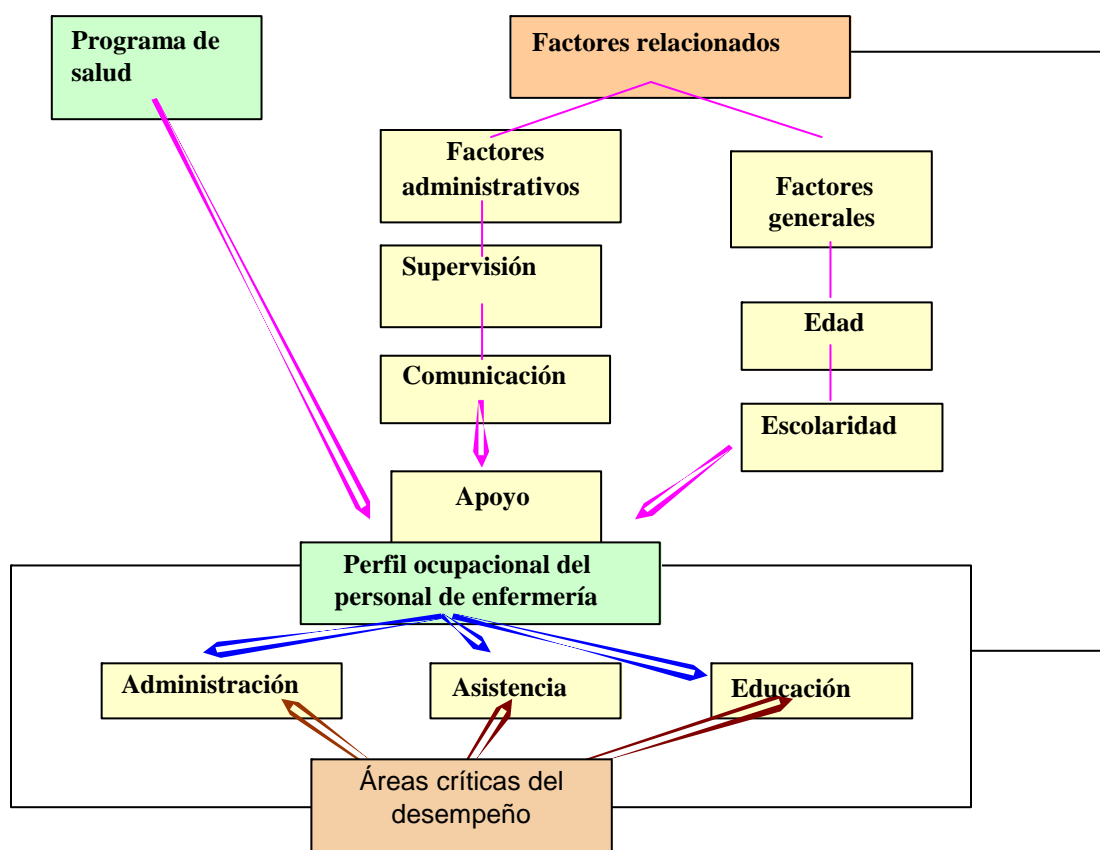 Programa de
salud
Factores relacionados
Factores
administrativos
Factores
generales
Supervisión
Edad
Comunicación
Escolaridad
Apoyo
Perfil ocupacional del
personal de enfermería
Administración
Asistencia
Educación
Áreas críticas del
desempeño